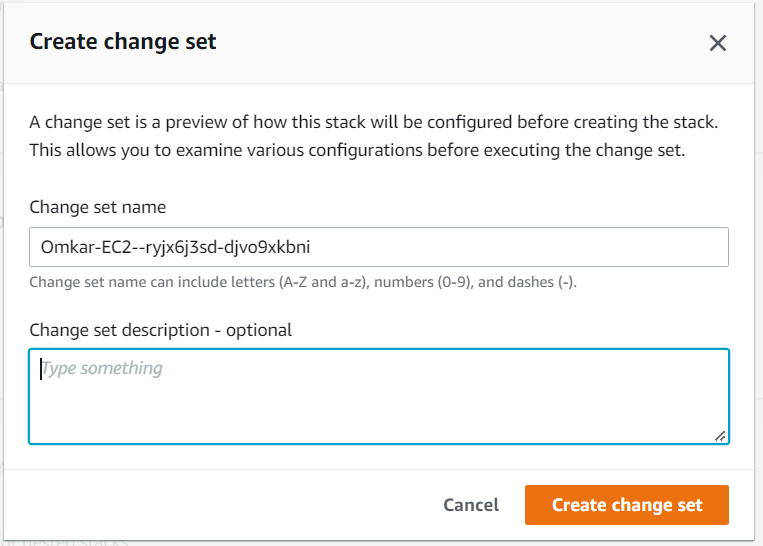 Create change set
A change set is a preview of how this stack will be configured before creating the stack.
This allows you to examine various configurations before executing the change set.
Change set name
Omkar-EC2--ryjx6j3sd-djvo9xkbni
Change set name can include letters (A-Z and a-z), numbers (0-9), and dashes (-).
Change set description - optional
Type something
Cancel
Create change set
nested stacks